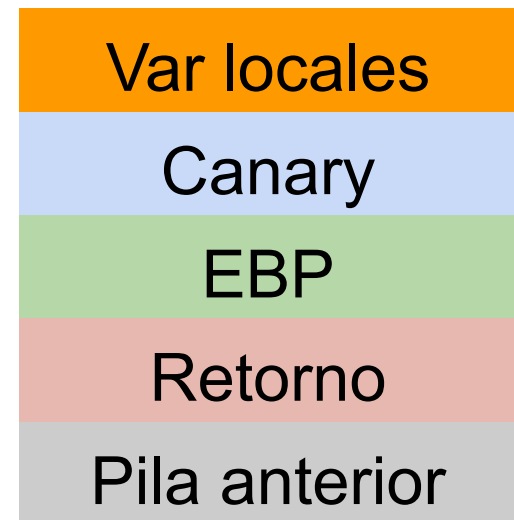 Var locales
Canary
EBP
Retorno
Pila anterior